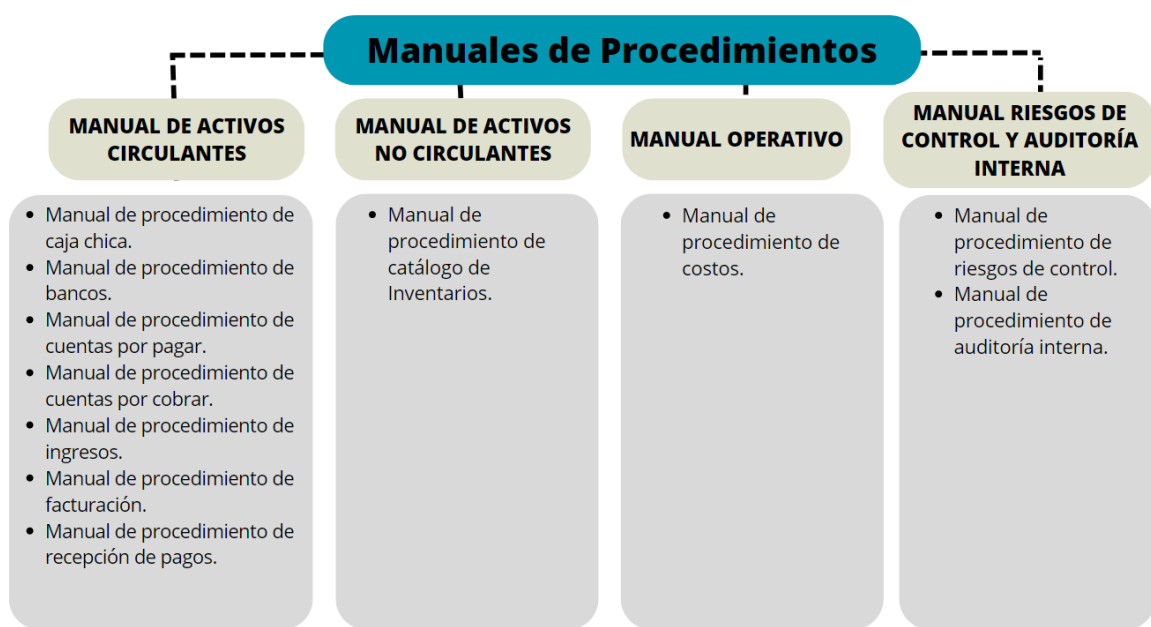 Manuales de Procedimientos
MANUAL DE ACTIVOS
CIRCULANTES
• Manual de procedimiento de
caja chica.
• Manual de procedimiento de
bancos.
• Manual de procedimiento de
cuentas por pagar.
• Manual de procedimiento de
cuentas por cobrar.
• Manual de procedimiento de
ingresos.
• Manual de procedimiento de
facturación.
• Manual de procedimiento de
recepción de pagos.
MANUAL DE ACTIVOS
NO CIRCULANTES
• Manual de
procedimiento de
catálogo de
Inventarios.
MANUAL OPERATIVO
• Manual de
procedimiento de
costos.
MANUAL RIESGOS DE
CONTROL Y AUDITORÍA
INTERNA
• Manual de
procedimiento de
riesgos de control.
• Manual de
procedimiento de
auditoría interna.